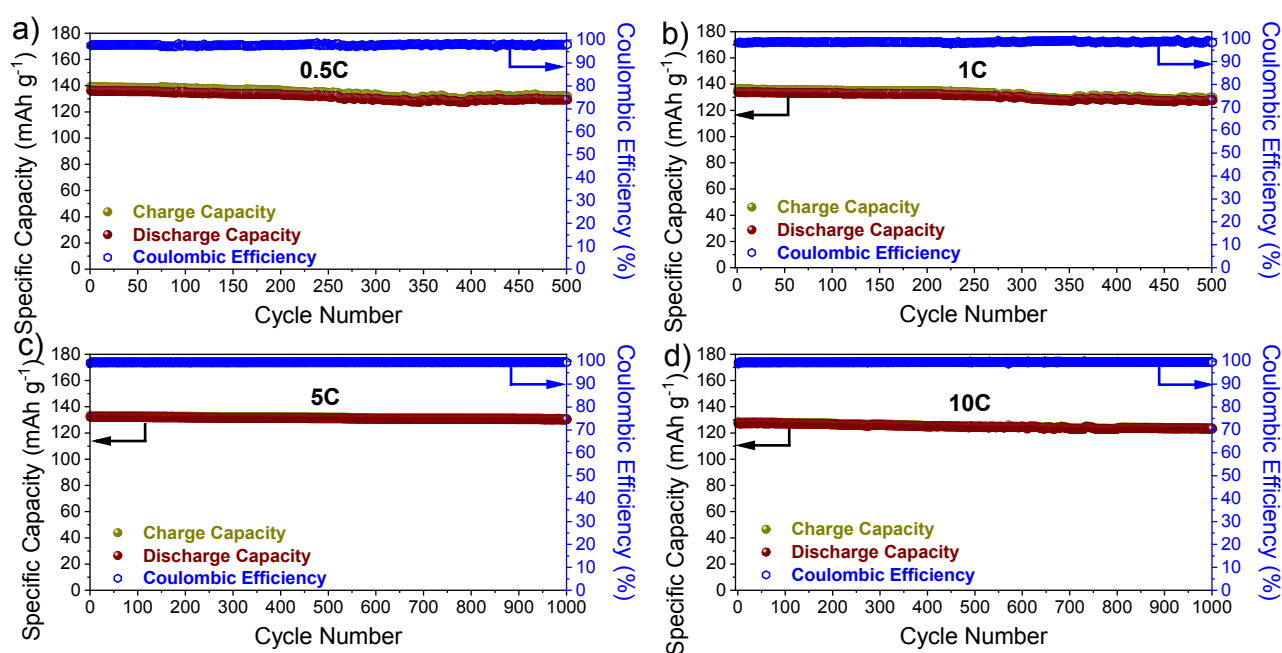 a)
Specific Capacity (mAh g⁻¹)
180
160
140
120
100
80
60
40
20
0
0.5C
Charge Capacity
Discharge Capacity
Coulombic Efficiency
0 50 100 150 200 250 300 350 400 450 500
Cycle Number
100
90
80
70
60
50
40
30
20
10
0
Coulombic Efficiency (%)
b)
Specific Capacity (mAh g⁻¹)
180
160
140
120
100
80
60
40
20
0
1C
Charge Capacity
Discharge Capacity
Coulombic Efficiency
0 50 100 150 200 250 300 350 400 450 500
Cycle Number
100
90
80
70
60
50
40
30
20
10
0
Coulombic Efficiency (%)
c)
Specific Capacity (mAh g⁻¹)
180
160
140
120
100
80
60
40
20
0
5C
Charge Capacity
Discharge Capacity
Coulombic Efficiency
0 100 200 300 400 500 600 700 800 900 1000
Cycle Number
100
90
80
70
60
50
40
30
20
10
0
Coulombic Efficiency (%)
d)
Specific Capacity (mAh g⁻¹)
180
160
140
120
100
80
60
40
20
0
10C
Charge Capacity
Discharge Capacity
Coulombic Efficiency
0 100 200 300 400 500 600 700 800 900 1000
Cycle Number
100
90
80
70
60
50
40
30
20
10
0
Coulombic Efficiency (%)